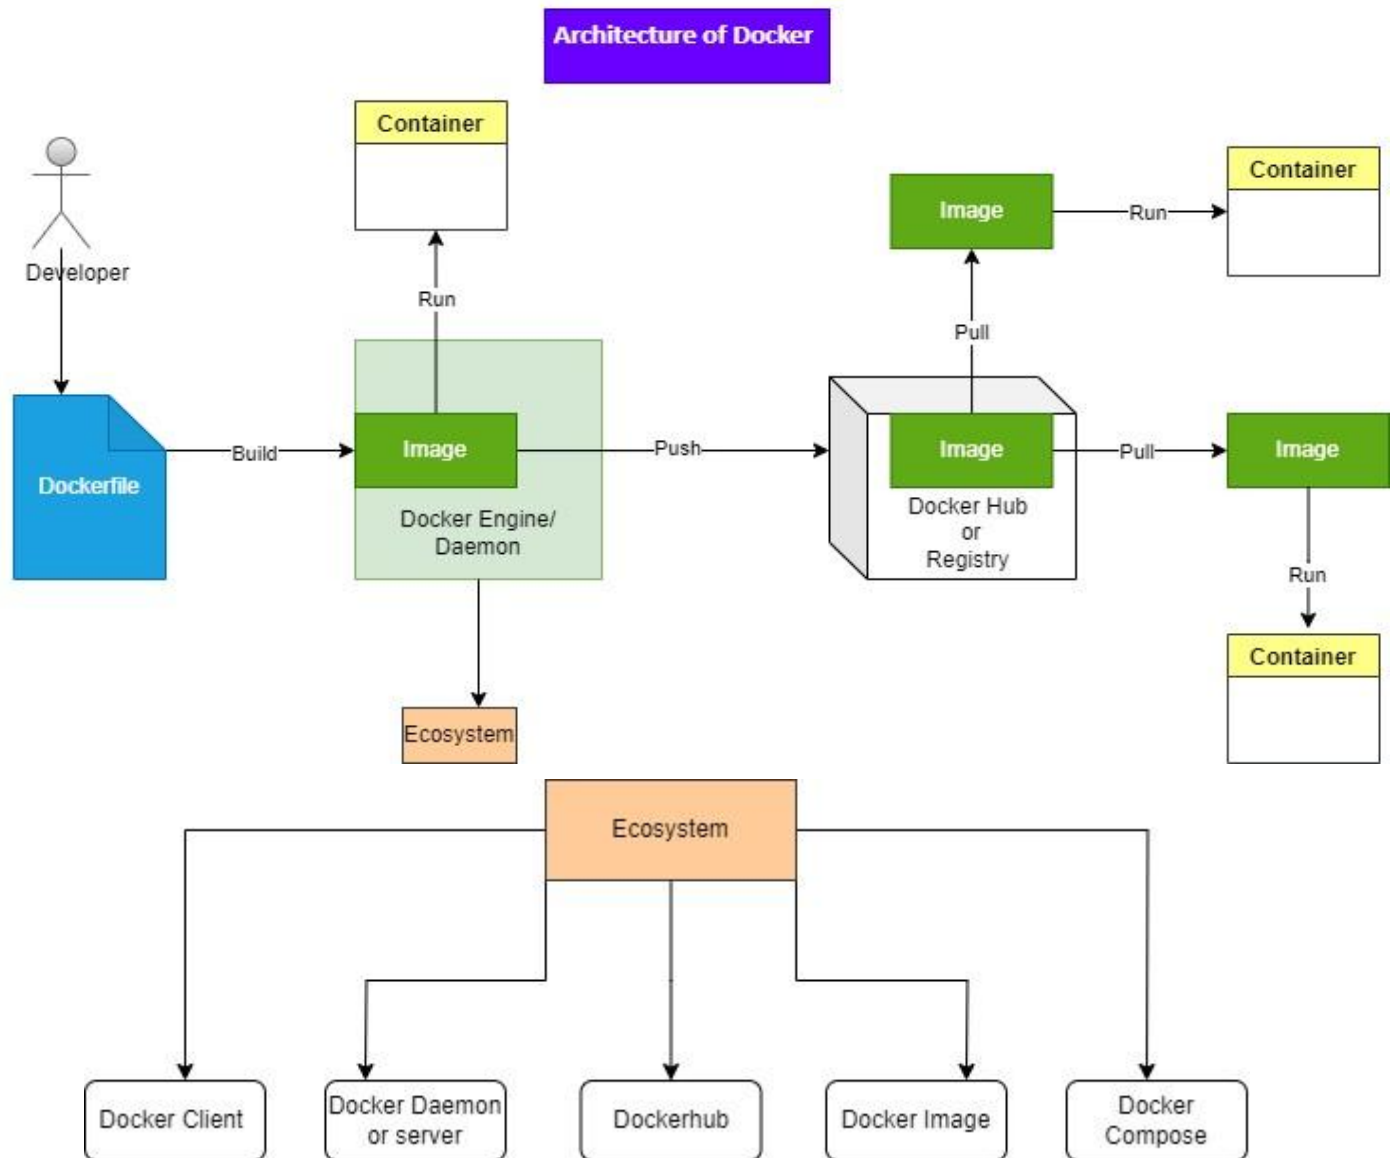 Architecture of Docker
Container
Container
Image
Run
Developer
Run
Pull
Image
Image
Image
Build
Push
Pull
Dockerfile
Docker Engine/
Daemon
Docker Hub
or
Registry
Run
Container
Ecosystem
Ecosystem
Docker Client
Docker Daemon
or server
Dockerhub
Docker Image
Docker
Compose